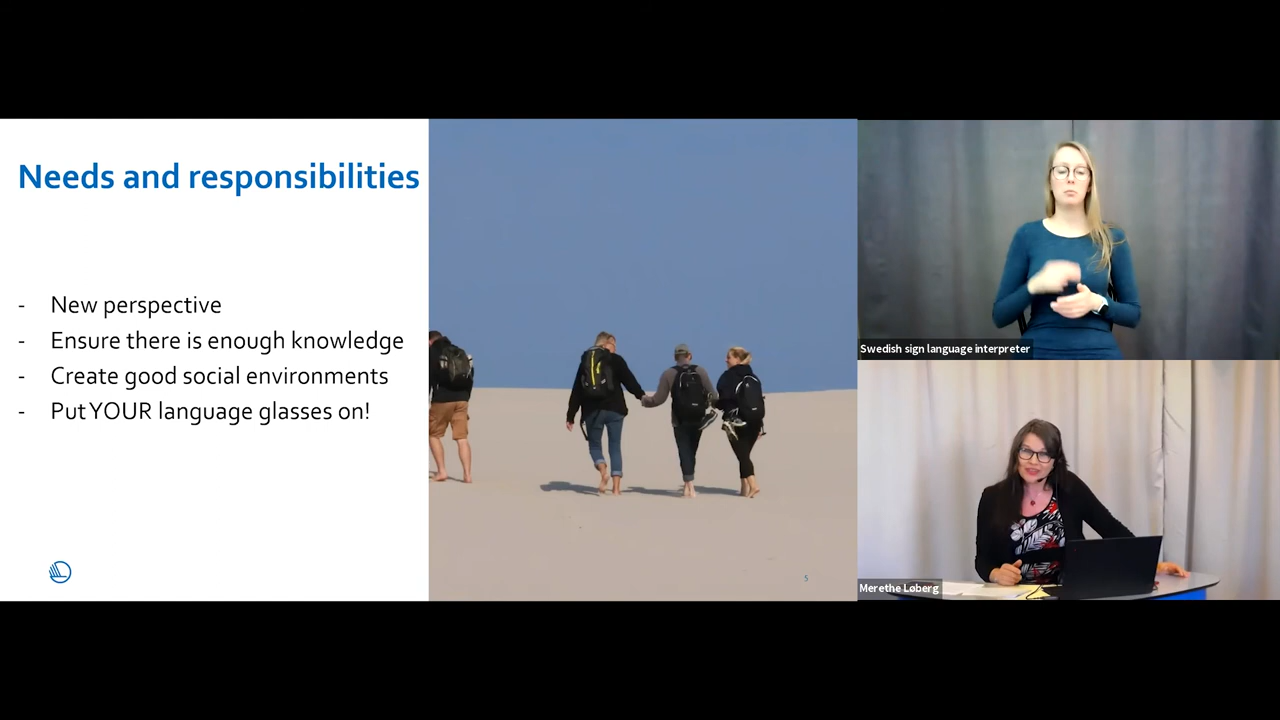 Needs and responsibilities
- New perspective
- Ensure there is enough knowledge
- Create good social environments
- Put YOUR language glasses on!
5
Swedish sign language interpreter
Merethe Løberg